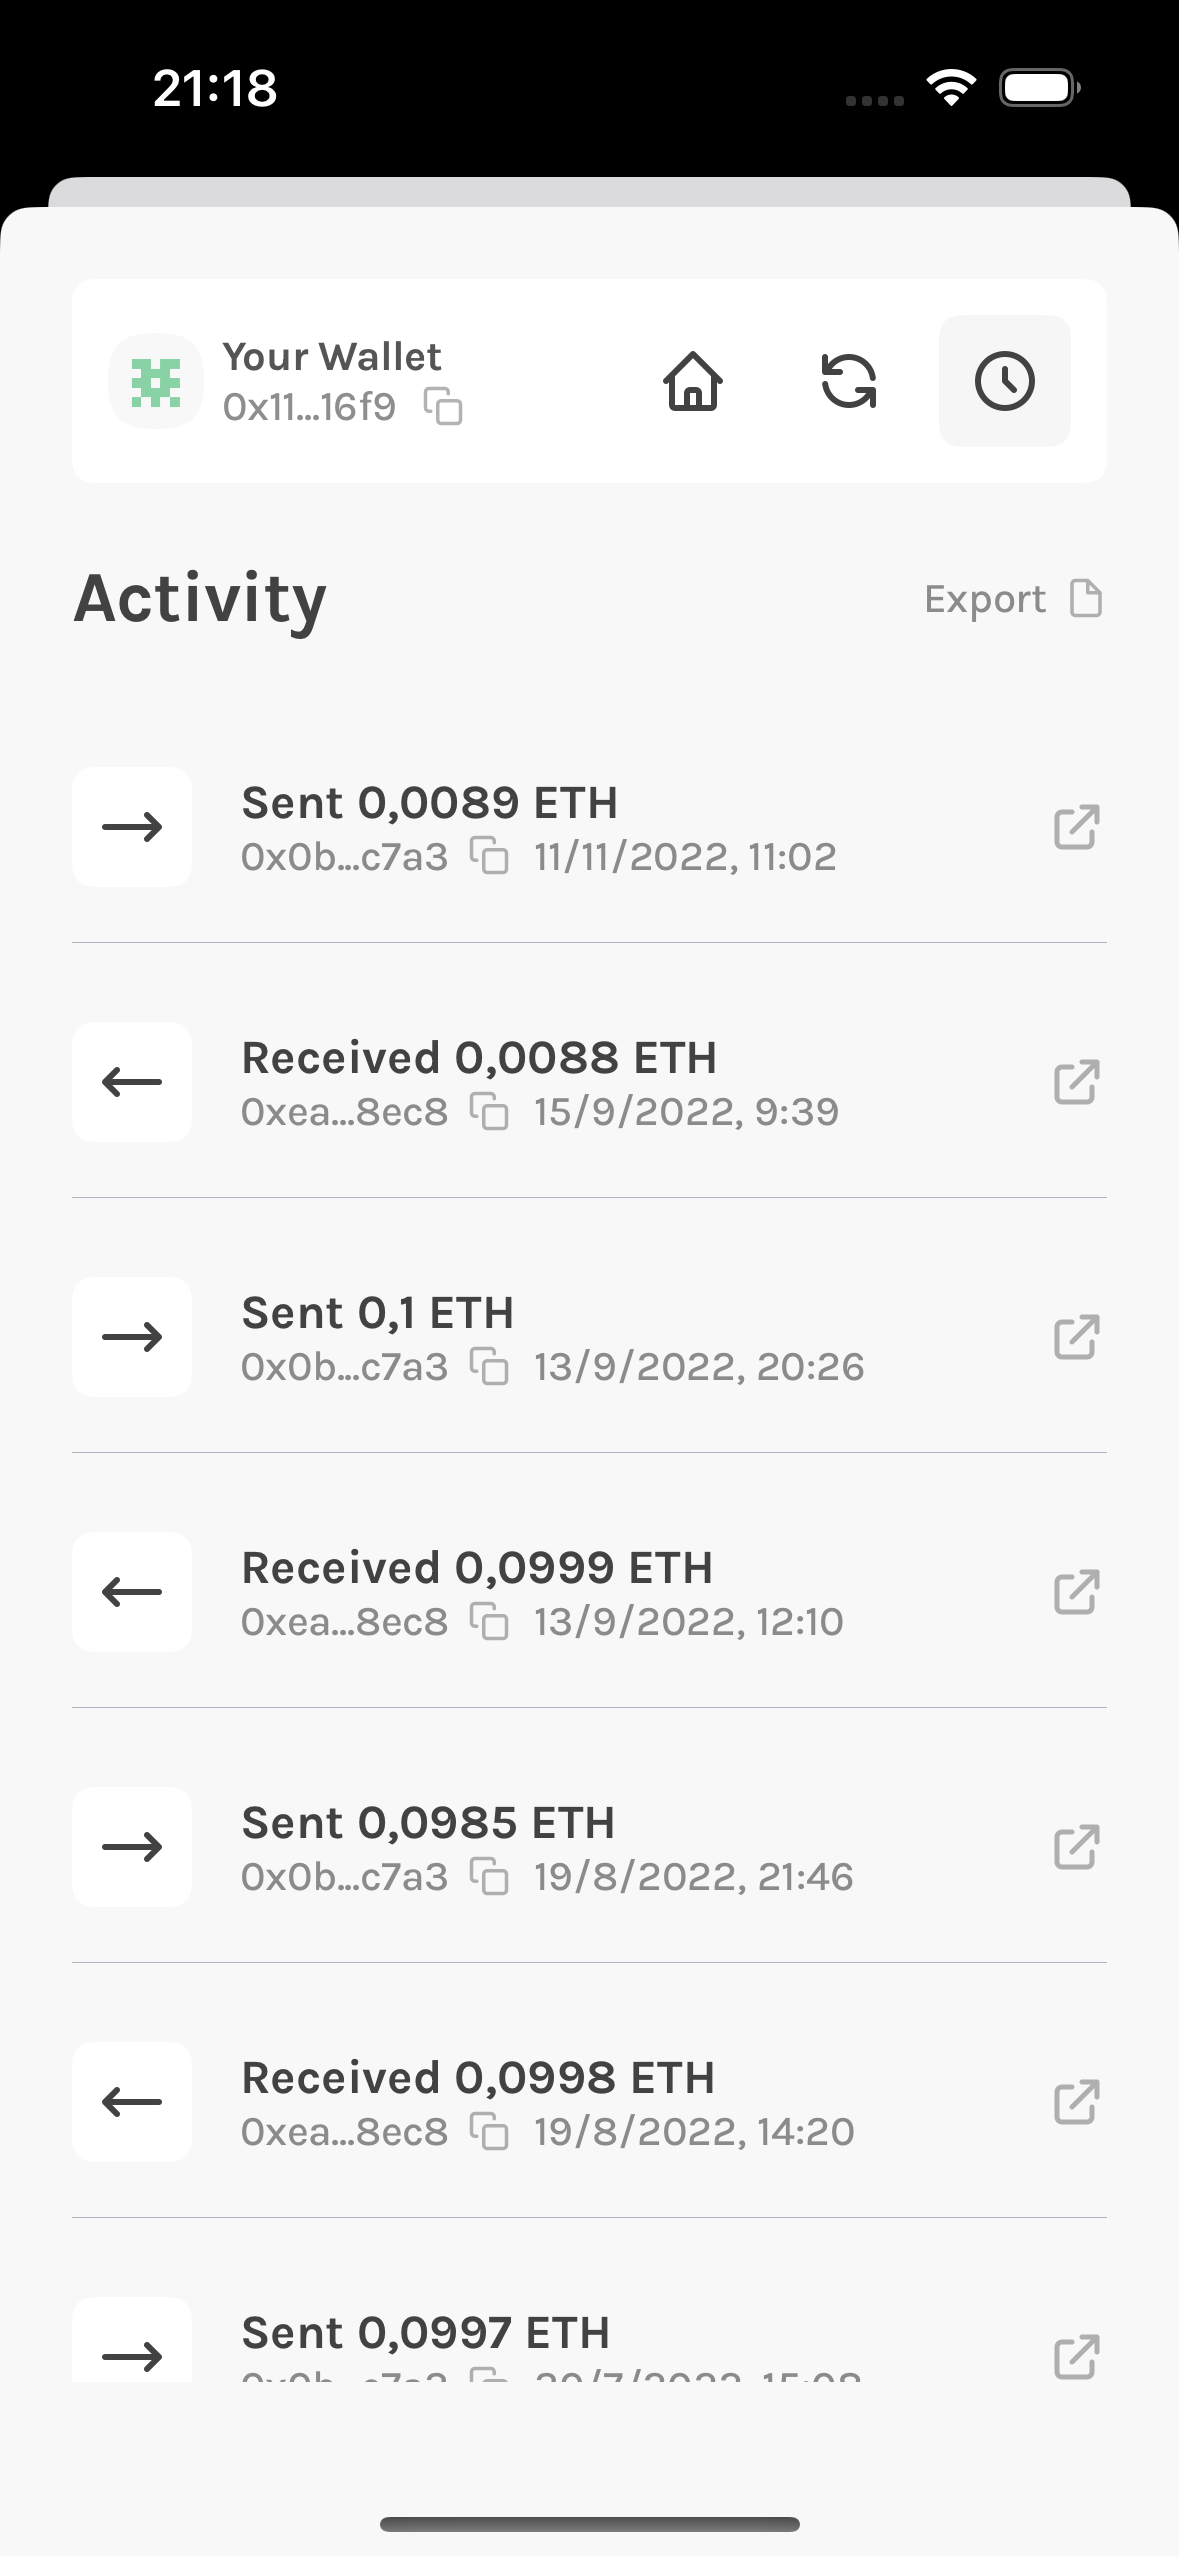 21:18
Your Wallet
0x11...16f9
Activity
Export
Sent 0,0089 ETH
0x0b...c7a3 11/11/2022, 11:02
Received 0,0088 ETH
0xea...8ec8 15/9/2022, 9:39
Sent 0,1 ETH
0x0b...c7a3 13/9/2022, 20:26
Received 0,0999 ETH
0xea...8ec8 13/9/2022, 12:10
Sent 0,0985 ETH
0x0b...c7a3 19/8/2022, 21:46
Received 0,0998 ETH
0xea...8ec8 19/8/2022, 14:20
Sent 0,0997 ETH